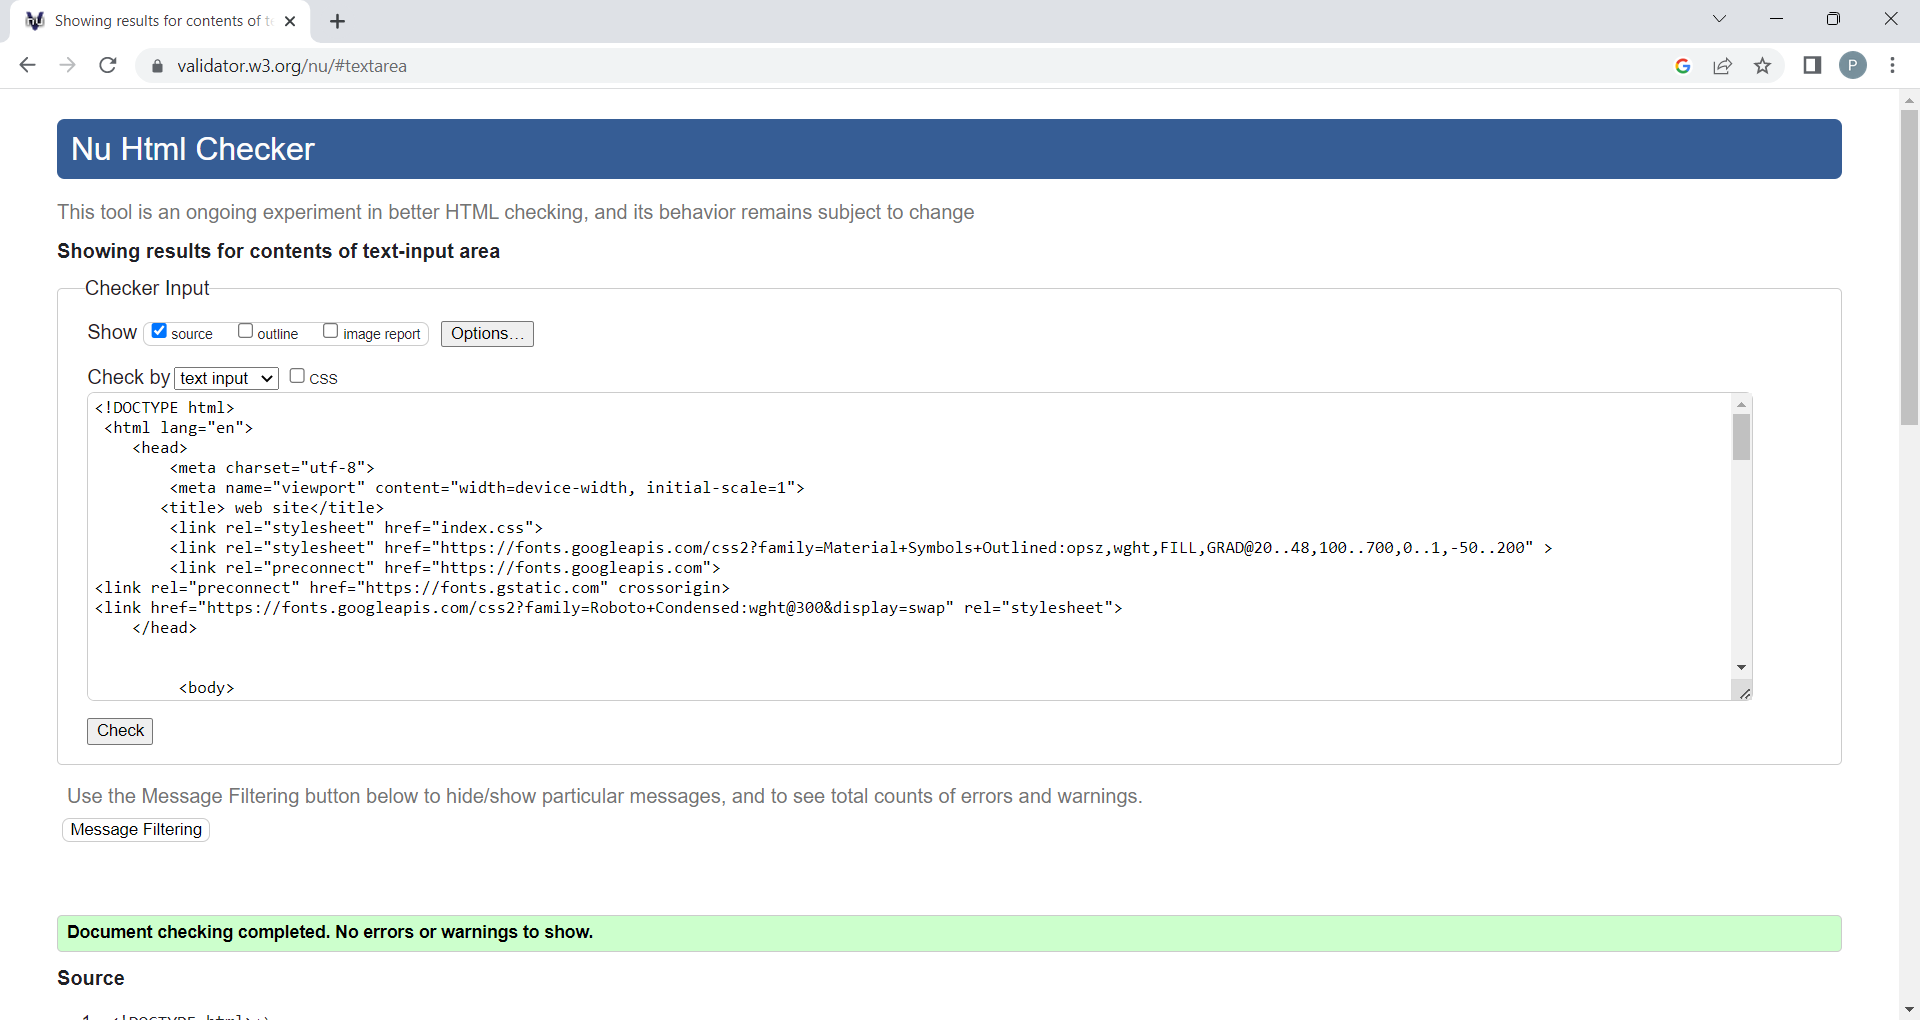 Showing results for contents of t
validator.w3.org/nu/#textarea
P
Nu Html Checker
This tool is an ongoing experiment in better HTML checking, and its behavior remains subject to change
Showing results for contents of text-input area
Checker Input
Show source outline image report Options...
Check by text input CSS
<!DOCTYPE html>
<html lang="en">
<head>
<meta charset="utf-8">
<meta name="viewport" content="width=device-width, initial-scale=1">
<title> web site</title>
<link rel="stylesheet" href="index.css">
<link rel="stylesheet" href="https://fonts.googleapis.com/css2?family=Material+Symbols+Outlined:opsz,wght,FILL,GRAD@20..48,100..700,0..1,-50..200" >
<link rel="preconnect" href="https://fonts.googleapis.com">
<link rel="preconnect" href="https://fonts.gstatic.com" crossorigin>
<link href="https://fonts.googleapis.com/css2?family=Roboto+Condensed:wght@300&display=swap" rel="stylesheet">
</head>
<body>
Check
Use the Message Filtering button below to hide/show particular messages, and to see total counts of errors and warnings.
Message Filtering
Document checking completed. No errors or warnings to show.
Source
1. <!DOCTYPE html>